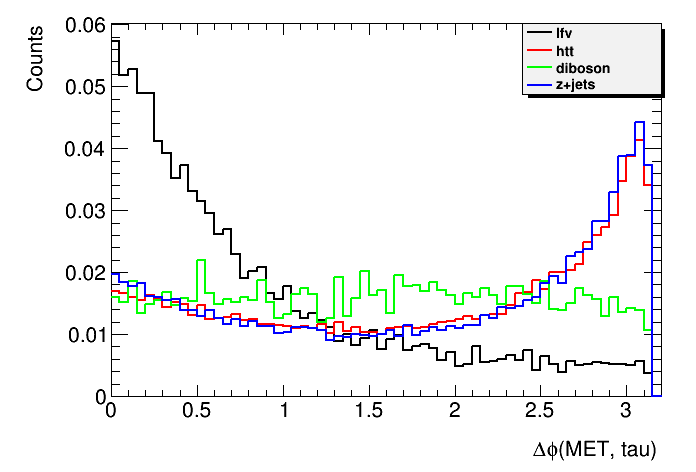 Counts
0.06
0.05
0.04
0.03
0.02
0.01
0
0 0.5 1 1.5 2 2.5 3
Δϕ(MET, tau)
lfv
htt
diboson
z+jets